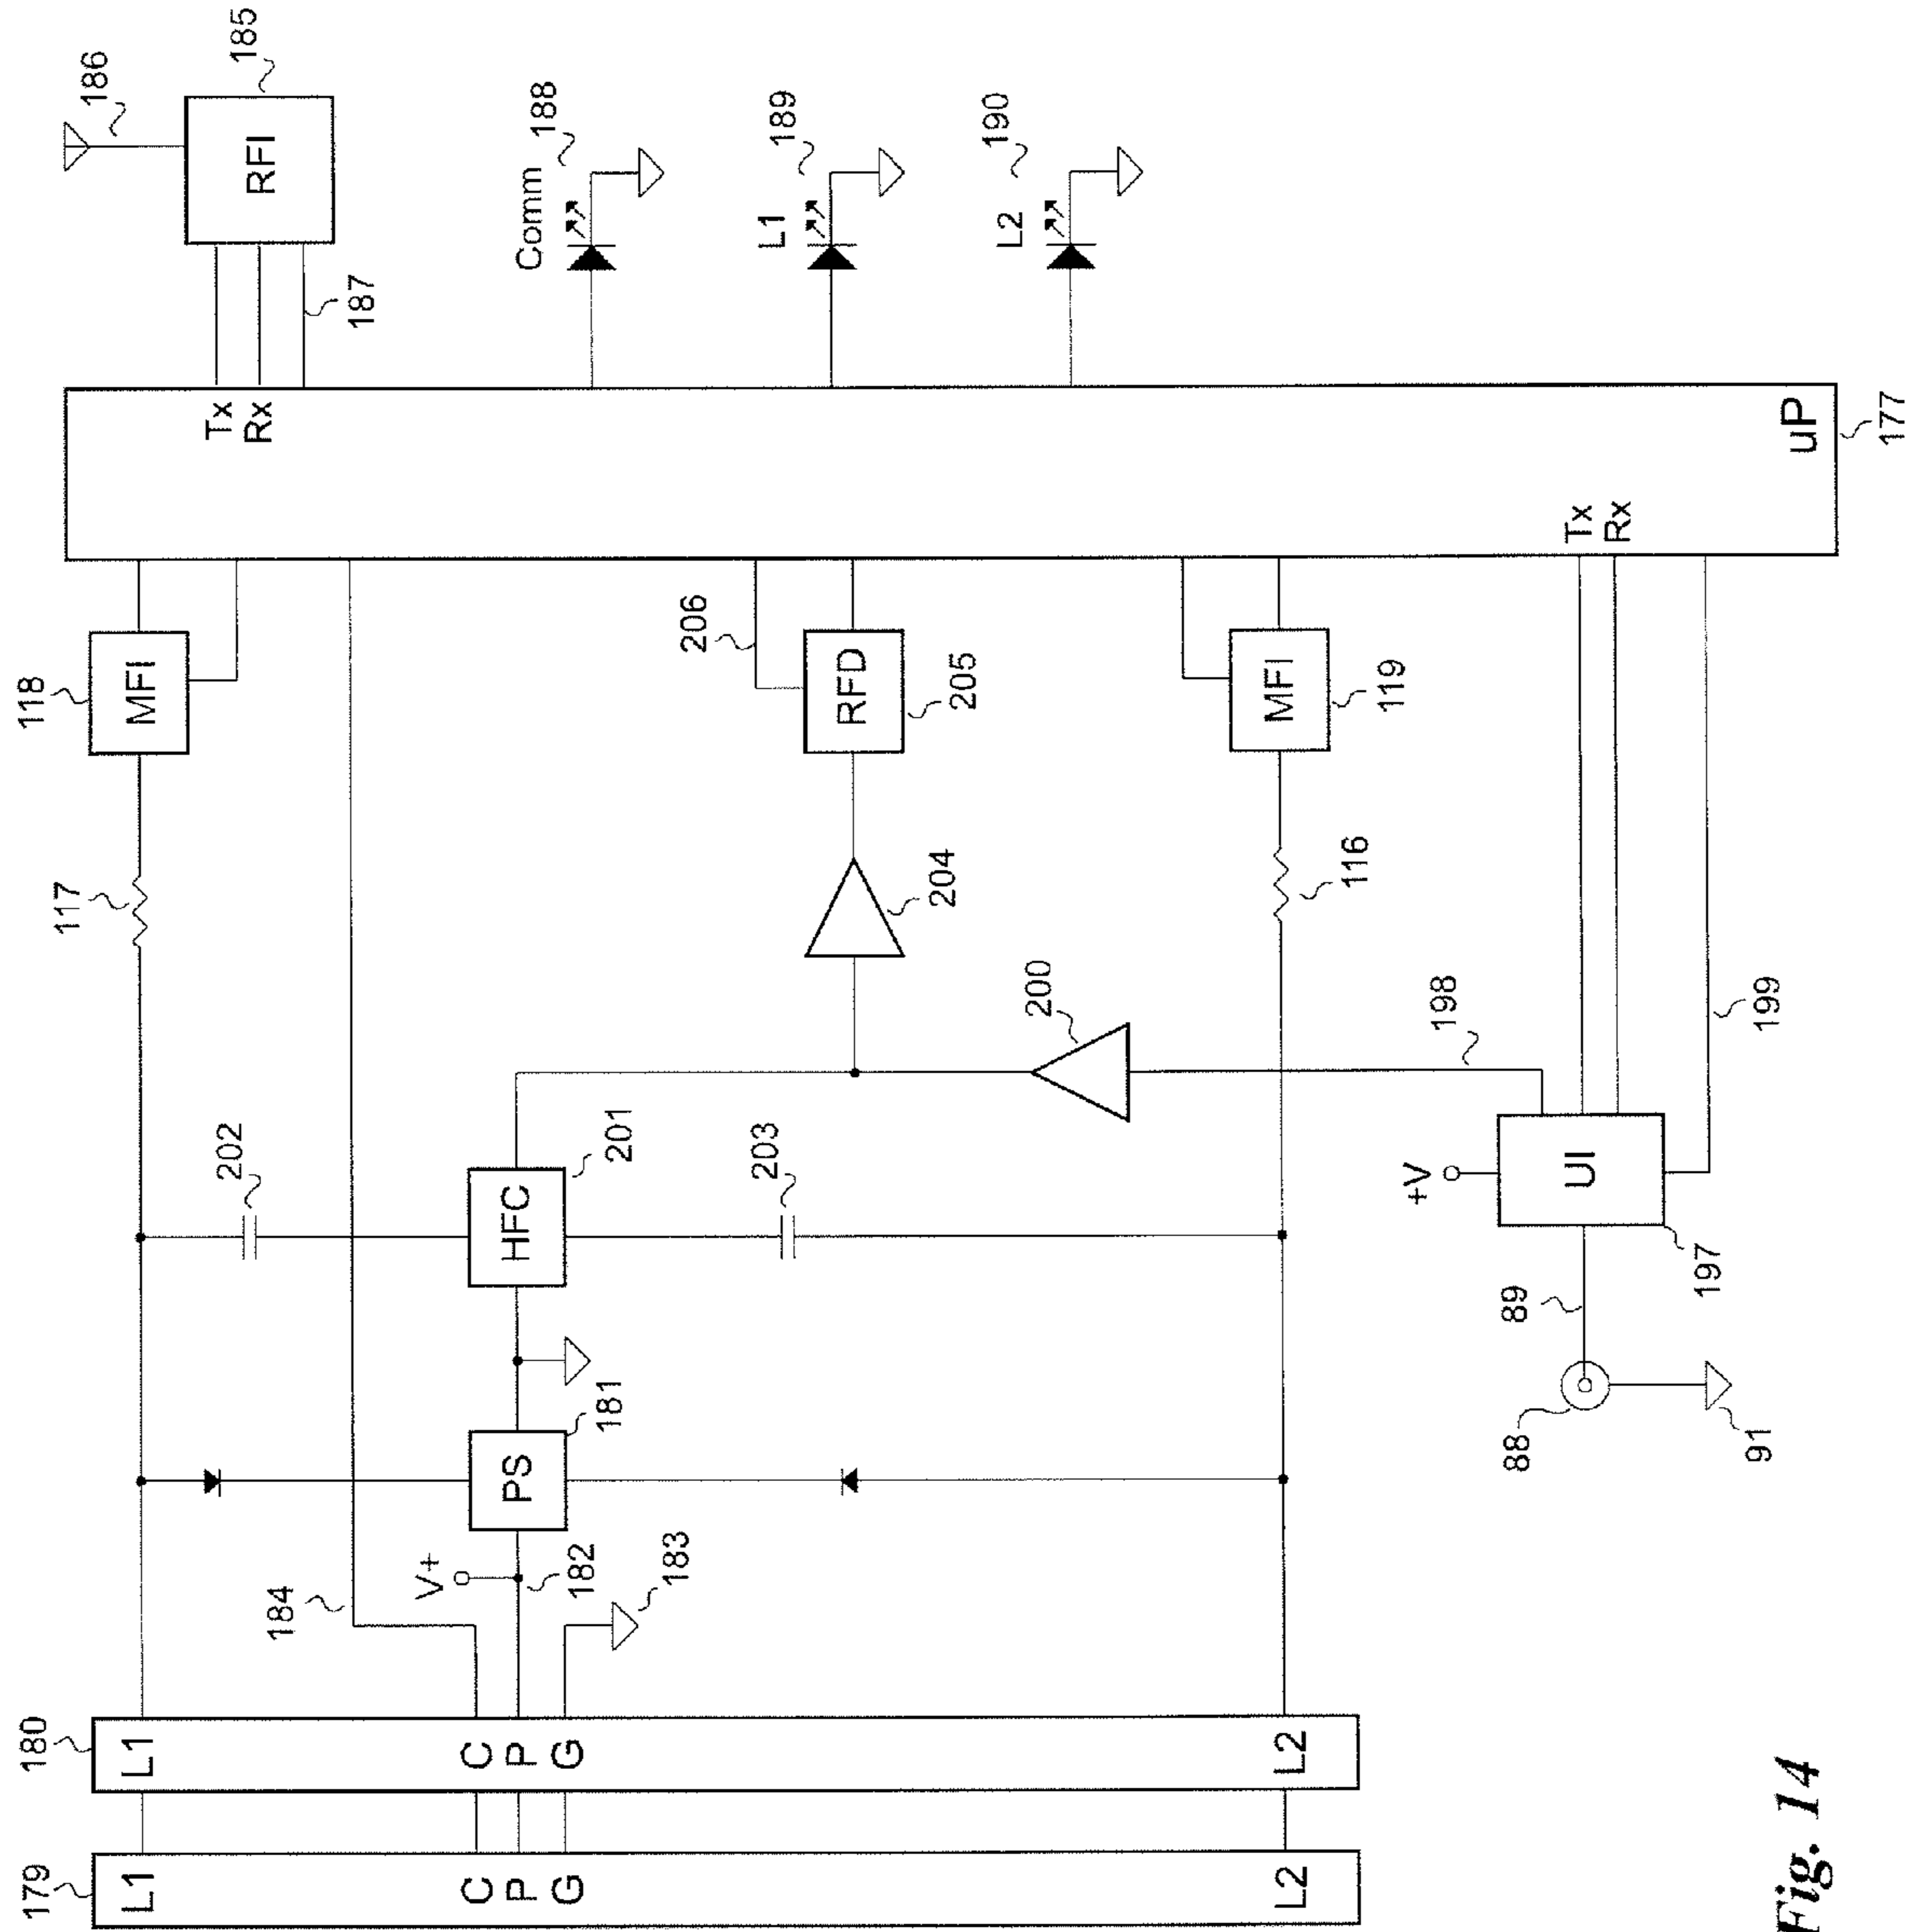 179
L1
C
P
G
L2
180
L1
C
P
G
L2
184
V+
182
183
PS
181
HFC
201
202
203
88
89
91
+V
UI
197
198
199
200
204
117
116
118
MFI
206
RFD
205
MFI
119
Tx
Rx
Tx
Rx
uP
177
187
186
RFI
185
Comm
188
L1
189
L2
190
Fig. 14